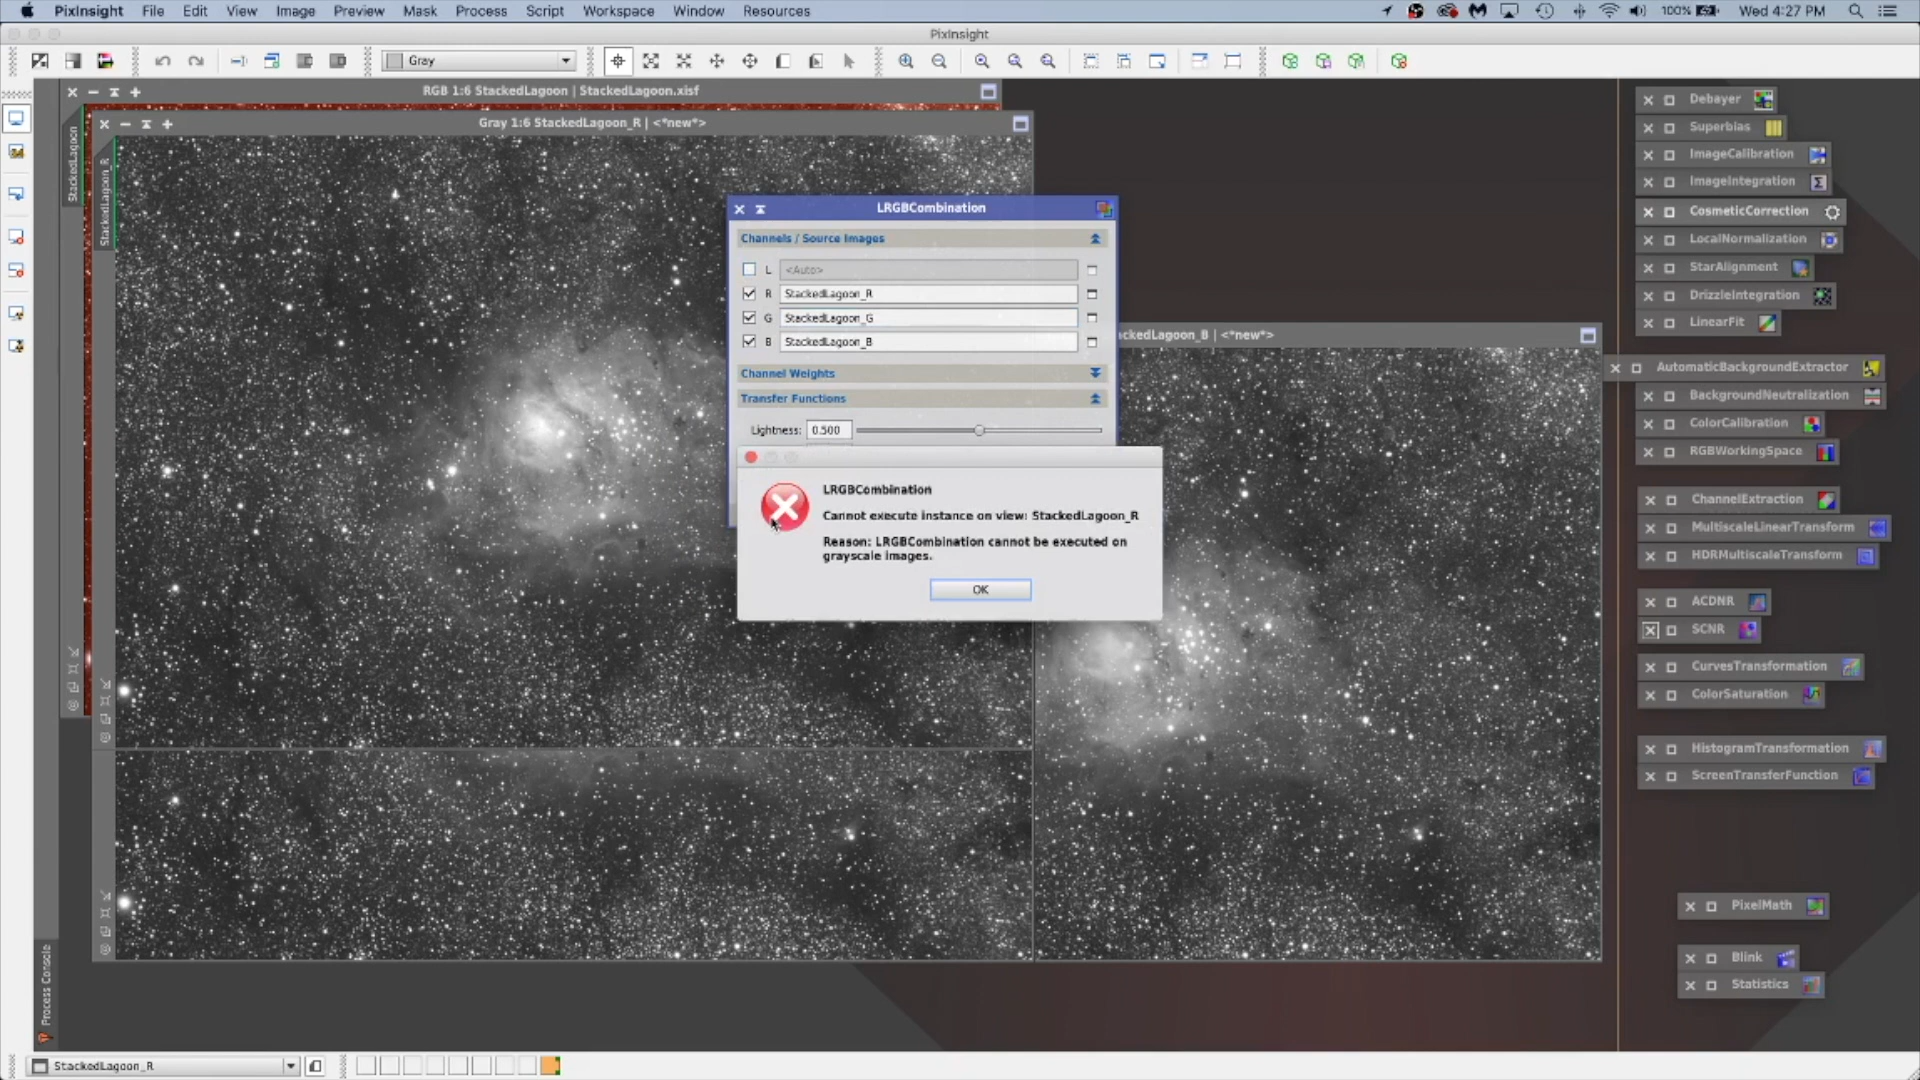 PixInsight File Edit View Image Preview Mask Process Script Workspace Window Resources 100% Wed 4:27 PM
PixInsight
Gray
RGB 1:6 StackedLagoon | StackedLagoon.xisf
Gray 1:6 StackedLagoon_R | <*new*>
StackedLagoon
StackedLagoon_R
LRGBCombination
Channels / Source Images
L <Auto>
R StackedLagoon_R
G StackedLagoon_G
B StackedLagoon_B
Channel Weights
Transfer Functions
Lightness: 0.500
LRGBCombination
Cannot execute instance on view: StackedLagoon_R
Reason: LRGBCombination cannot be executed on
grayscale images.
OK
ackedLagoon_B | <*new*>
Debayer
Superbias
ImageCalibration
ImageIntegration
CosmeticCorrection
LocalNormalization
StarAlignment
DrizzleIntegration
LinearFit
AutomaticBackgroundExtractor
BackgroundNeutralization
ColorCalibration
RGBWorkingSpace
ChannelExtraction
MultiscaleLinearTransform
HDRMultiscaleTransform
ACDNR
SCNR
CurvesTransformation
ColorSaturation
HistogramTransformation
ScreenTransferFunction
PixelMath
Blink
Statistics
Process Console
StackedLagoon_R